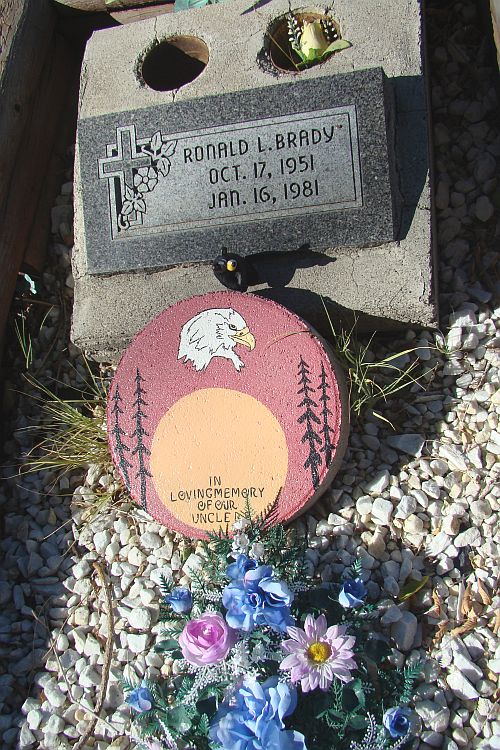 RONALD L. BRADY
OCT. 17, 1951
JAN. 16, 1981
IN
LOVING MEMORY
OF OUR
UNCLE